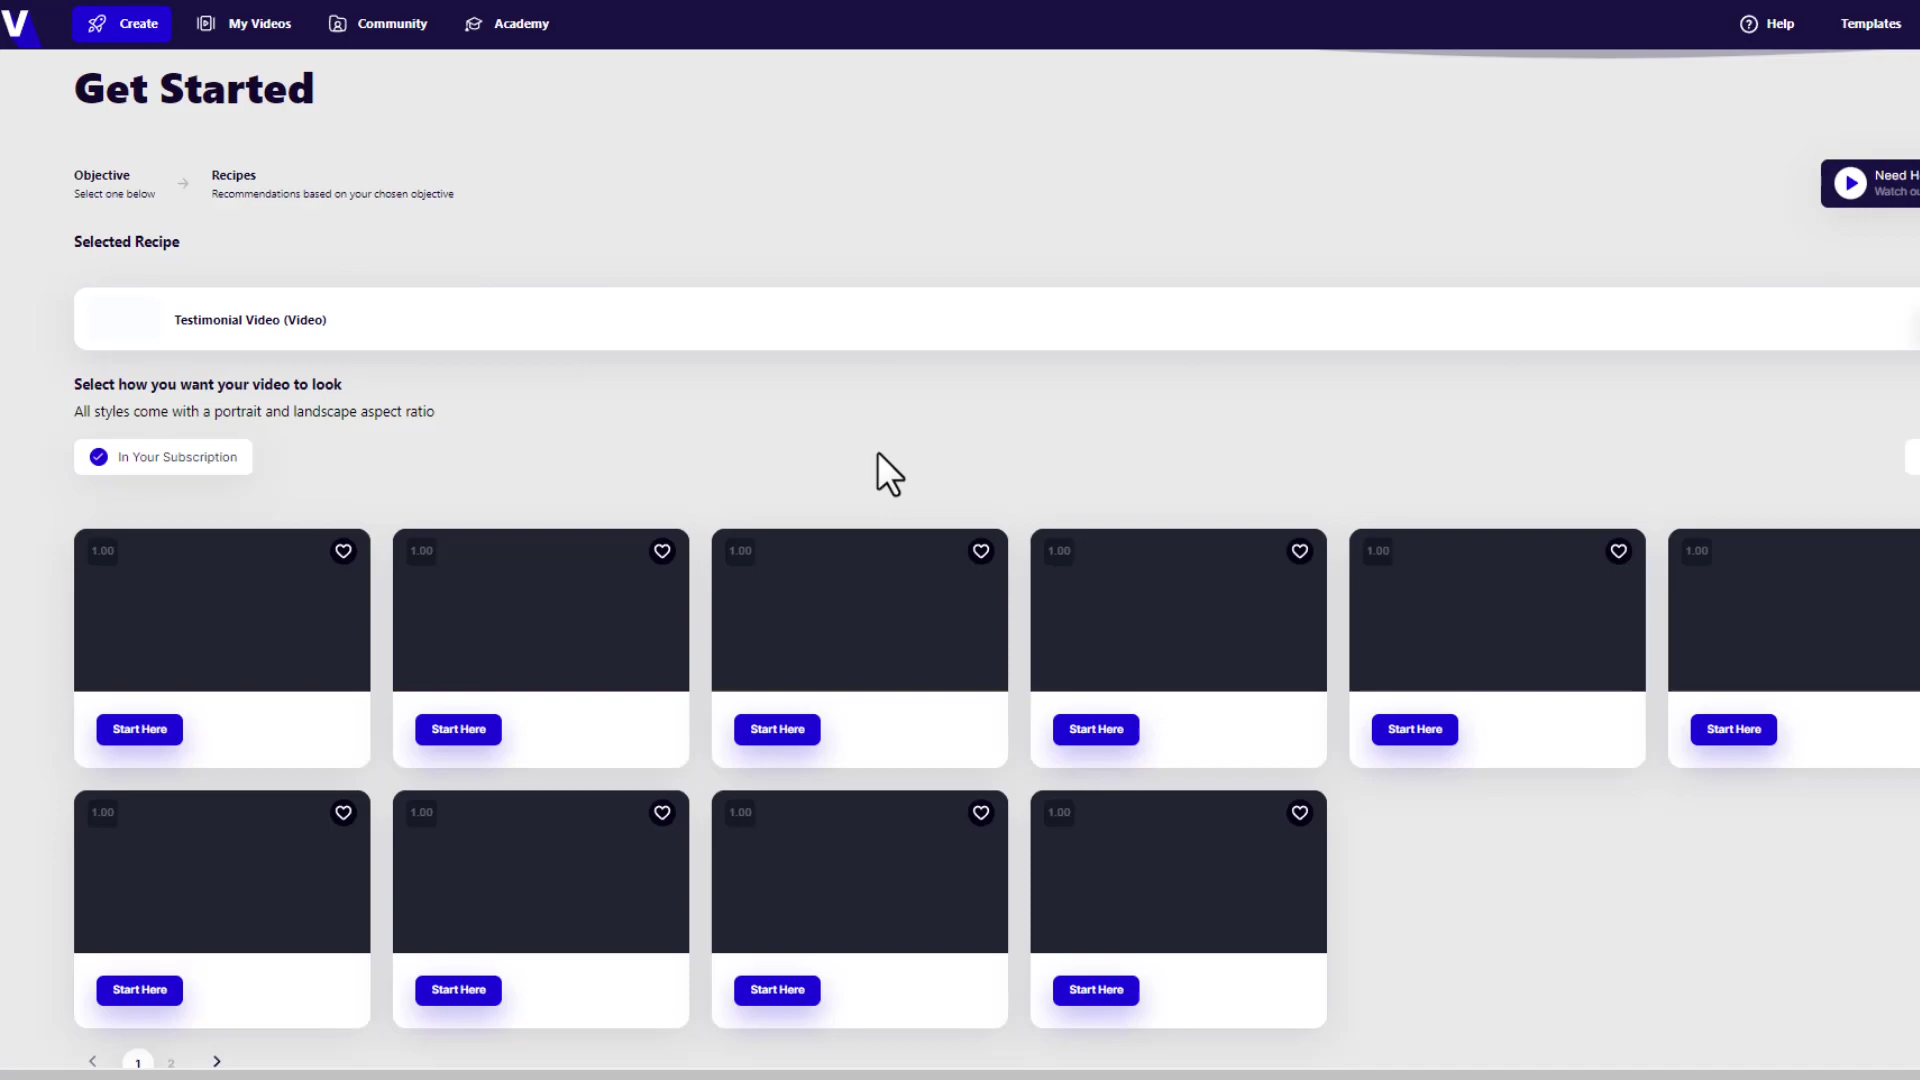 V Create My Videos Community Academy Help Templates
Get Started
Objective Recipes
Select one below Recommendations based on your chosen objective
Need
Watch
Selected Recipe
Testimonial Video (Video)
Select how you want your video to look
All styles come with a portrait and landscape aspect ratio
In Your Subscription
1.00 1.00 1.00 1.00 1.00 1.00
Start Here Start Here Start Here Start Here Start Here Start Here
1.00 1.00 1.00 1.00
Start Here Start Here Start Here Start Here
1 2